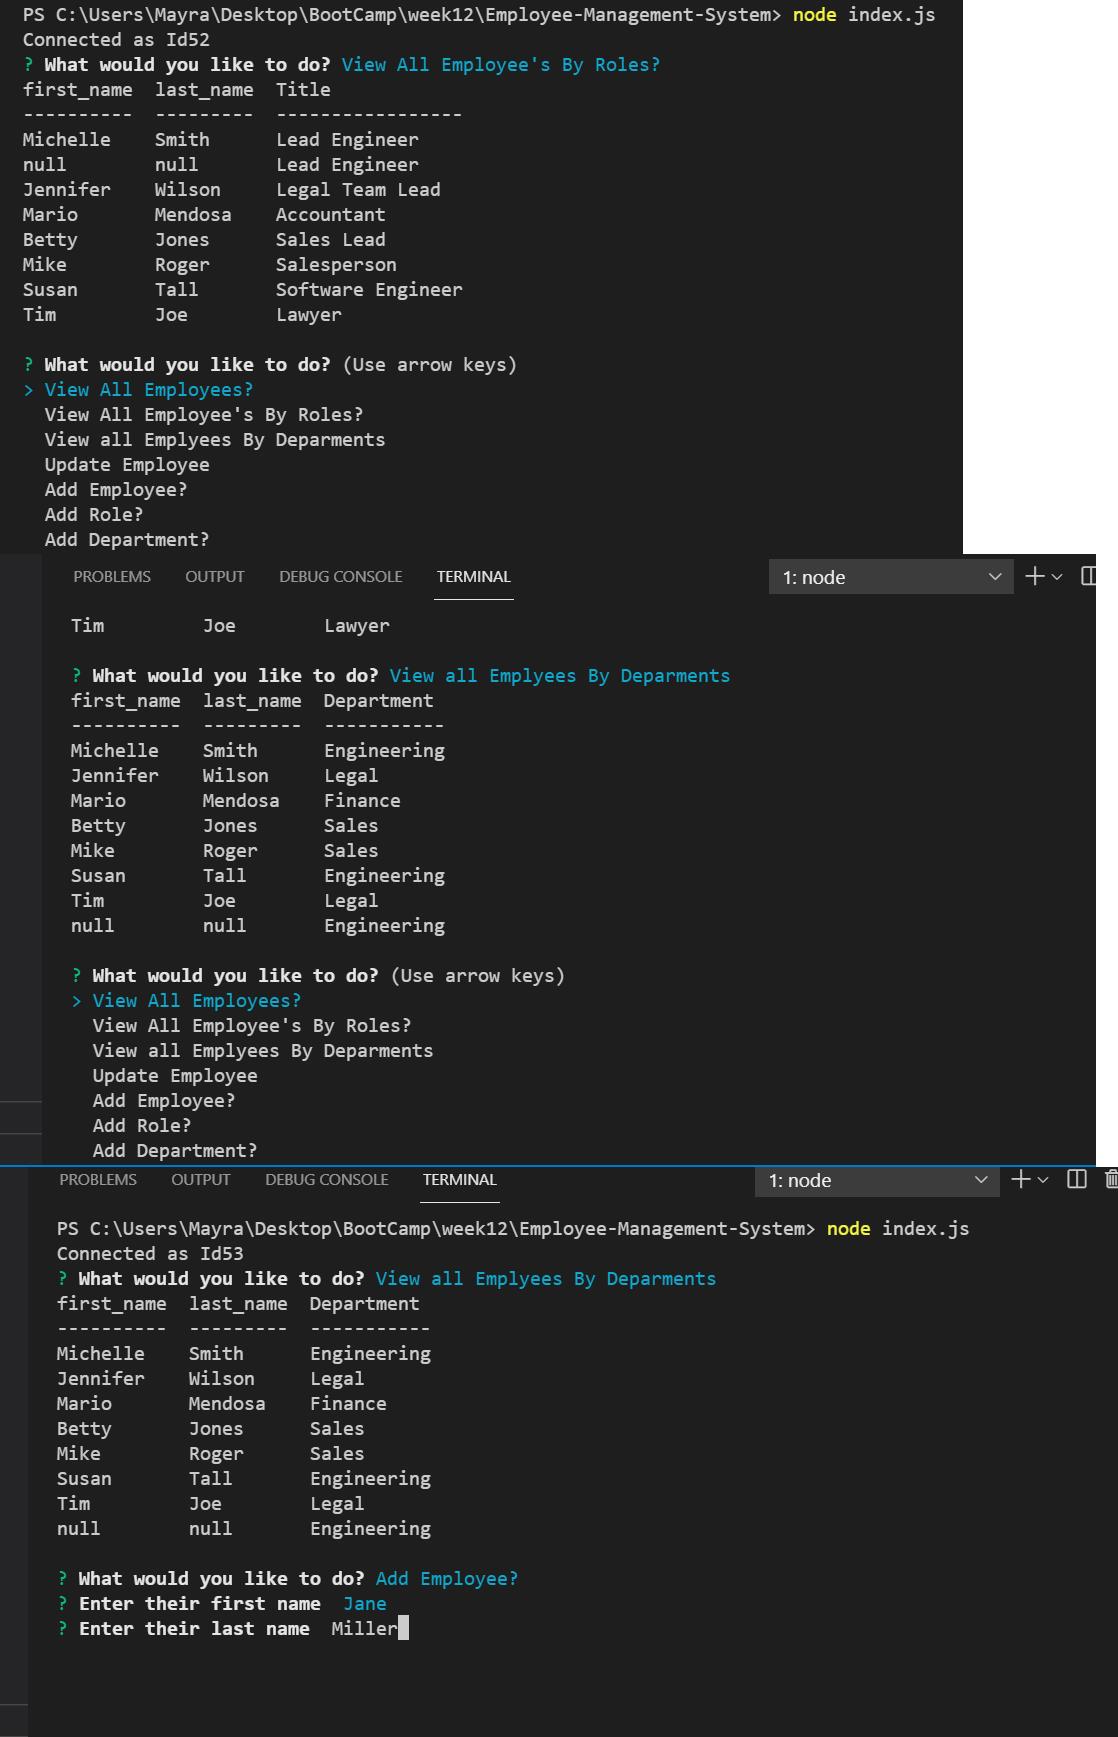 PS C:\Users\Mayra\Desktop\BootCamp\week12\Employee-Management-System> node index.js
Connected as Id52
? What would you like to do? View All Employee's By Roles?
first_name  last_name  Title
----------  ---------  -----------------
Michelle    Smith      Lead Engineer
null        null       Lead Engineer
Jennifer    Wilson     Legal Team Lead
Mario       Mendosa    Accountant
Betty       Jones      Sales Lead
Mike        Roger      Salesperson
Susan       Tall       Software Engineer
Tim         Joe        Lawyer
? What would you like to do? (Use arrow keys)
> View All Employees?
View All Employee's By Roles?
View all Emplyees By Deparments
Update Employee
Add Employee?
Add Role?
Add Department?
PROBLEMS OUTPUT DEBUG CONSOLE TERMINAL 1: node
Tim         Joe        Lawyer
? What would you like to do? View all Emplyees By Deparments
first_name  last_name  Department
----------  ---------  -----------
Michelle    Smith      Engineering
Jennifer    Wilson     Legal
Mario       Mendosa    Finance
Betty       Jones      Sales
Mike        Roger      Sales
Susan       Tall       Engineering
Tim         Joe        Legal
null        null       Engineering
? What would you like to do? (Use arrow keys)
> View All Employees?
View All Employee's By Roles?
View all Emplyees By Deparments
Update Employee
Add Employee?
Add Role?
Add Department?
PROBLEMS OUTPUT DEBUG CONSOLE TERMINAL 1: node
PS C:\Users\Mayra\Desktop\BootCamp\week12\Employee-Management-System> node index.js
Connected as Id53
? What would you like to do? View all Emplyees By Deparments
first_name  last_name  Department
----------  ---------  -----------
Michelle    Smith      Engineering
Jennifer    Wilson     Legal
Mario       Mendosa    Finance
Betty       Jones      Sales
Mike        Roger      Sales
Susan       Tall       Engineering
Tim         Joe        Legal
null        null       Engineering
? What would you like to do? Add Employee?
? Enter their first name  Jane
? Enter their last name  Miller